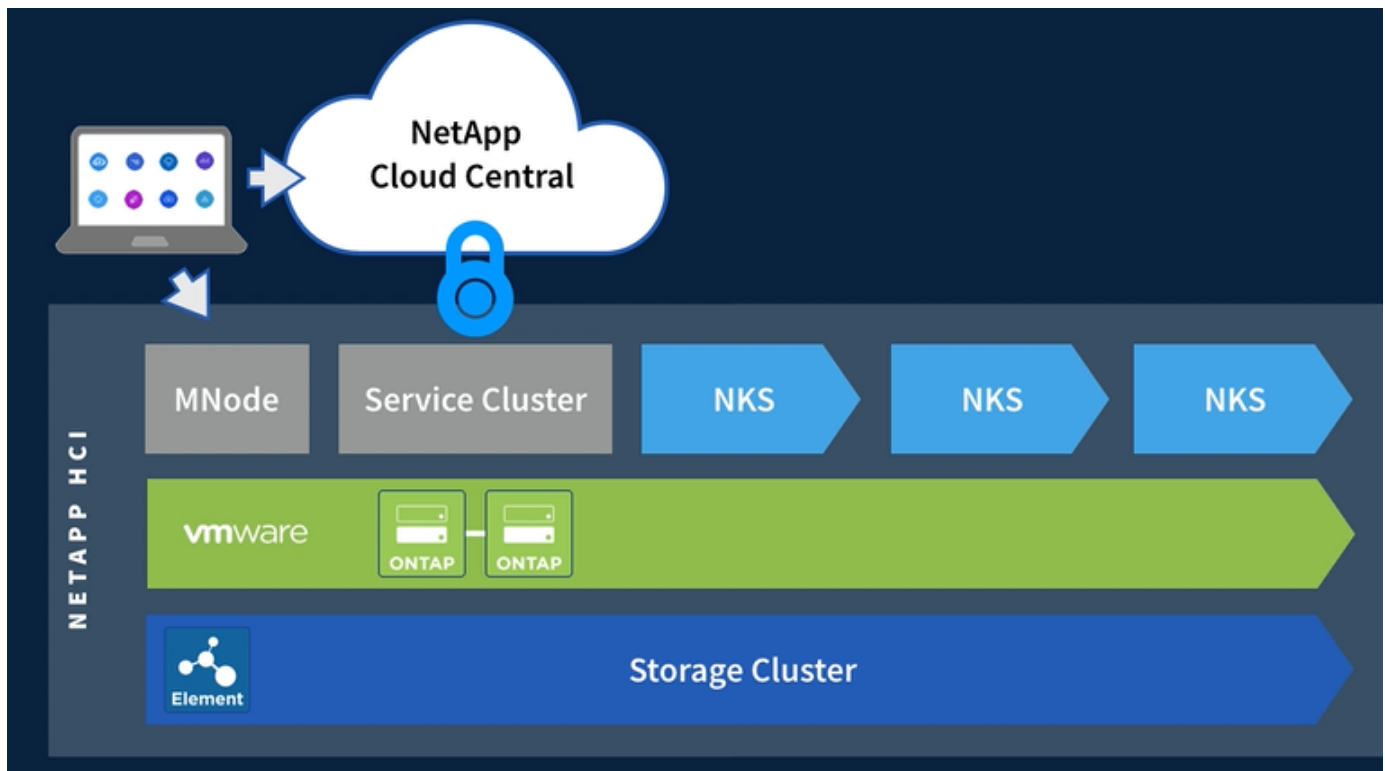 NetApp
Cloud Central
MNode
Service Cluster
NKS
NKS
NKS
NETAPP HCI
vmware
ONTAP
ONTAP
Element
Storage Cluster